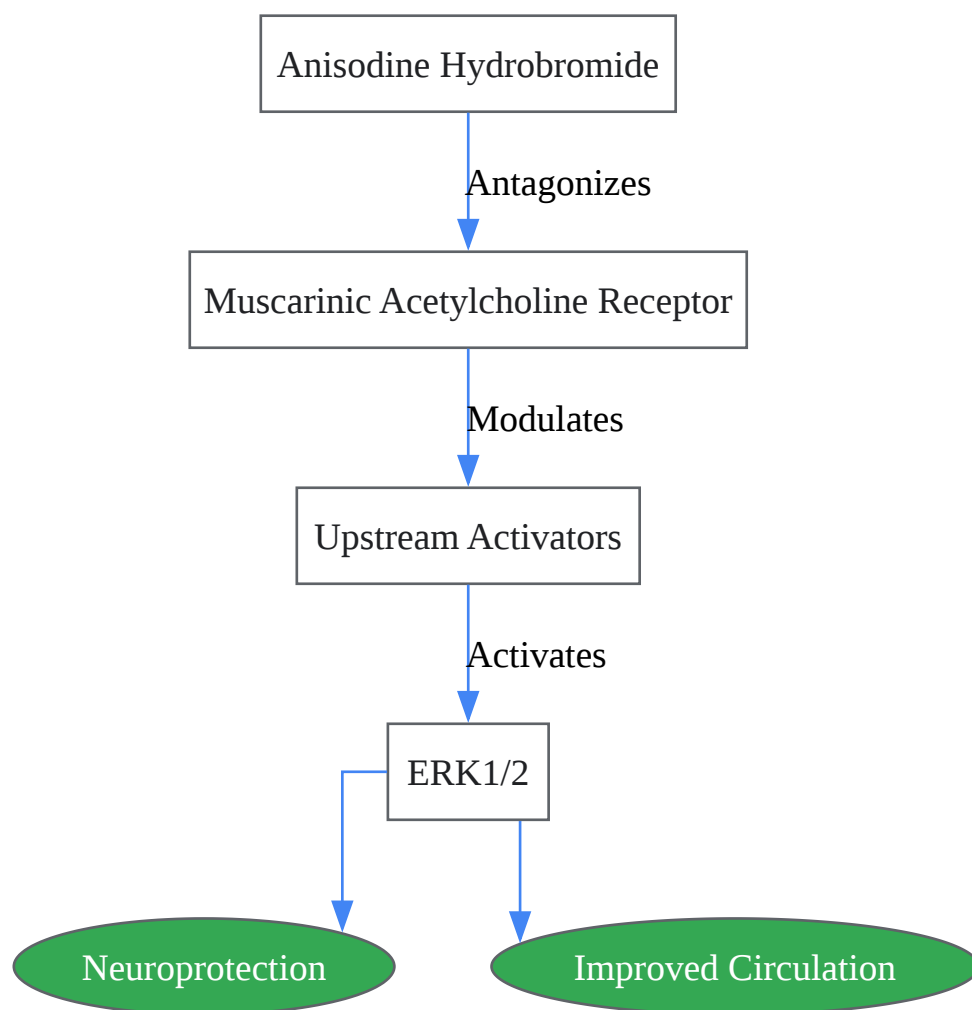 Anisodine Hydrobromide
Antagonizes
Muscarinic Acetylcholine Receptor
Modulates
Upstream Activators
Activates
ERK1/2
Neuroprotection
Improved Circulation